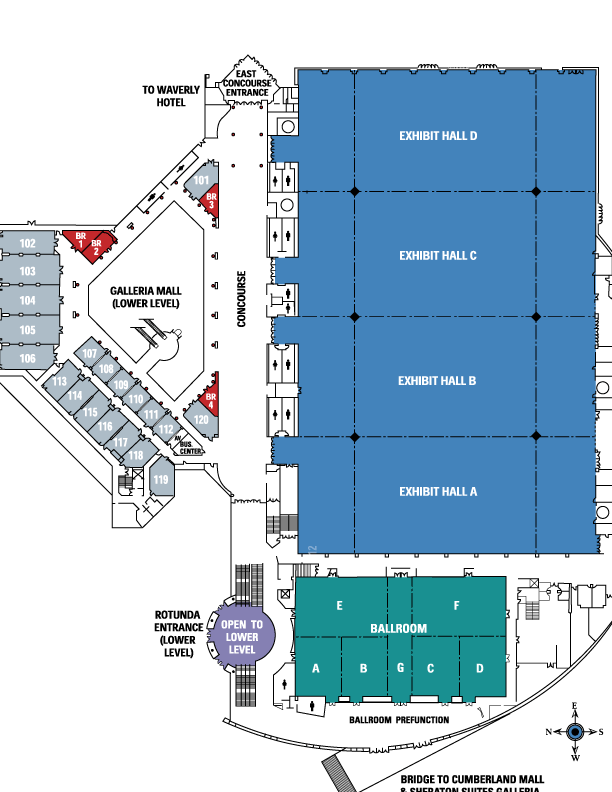 EAST
CONCOURSE
ENTRANCE
TO WAVERLY
HOTEL
EXHIBIT HALL D
101
BR
3
BR
1
BR
2
102
103
104
105
106
GALLERIA MALL
(LOWER LEVEL)
CONCOURSE
EXHIBIT HALL C
107
108
109
110
111
112
113
114
115
116
117
118
119
BR
4
120
AV
BUS.
CENTER
EXHIBIT HALL B
EXHIBIT HALL A
12
ROTUNDA
ENTRANCE
(LOWER
LEVEL)
OPEN TO
LOWER
LEVEL
E
F
BALLROOM
A
B
G
C
D
BALLROOM PREFUNCTION
E
N
S
W
BRIDGE TO CUMBERLAND MALL
& SHERATON SUITES GALLERIA